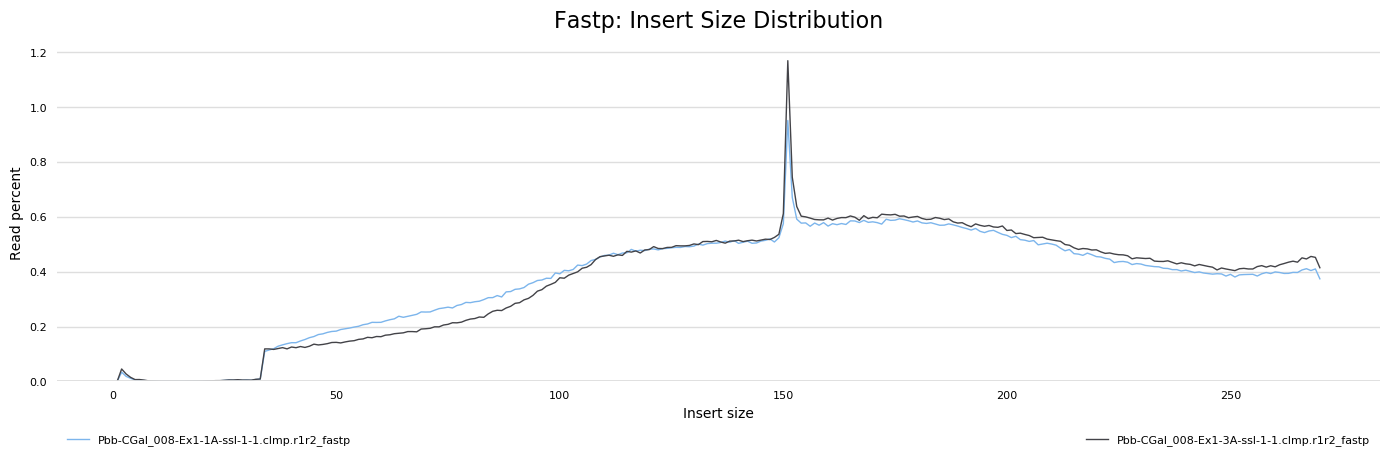 Fastp: Insert Size Distribution
Read percent
1.2
1.0
0.8
0.6
0.4
0.2
0.0
0 50 100 150 200 250
Insert size
Pbb-CGal_008-Ex1-1A-ssl-1-1.clmp.r1r2_fastp
Pbb-CGal_008-Ex1-3A-ssl-1-1.clmp.r1r2_fastp